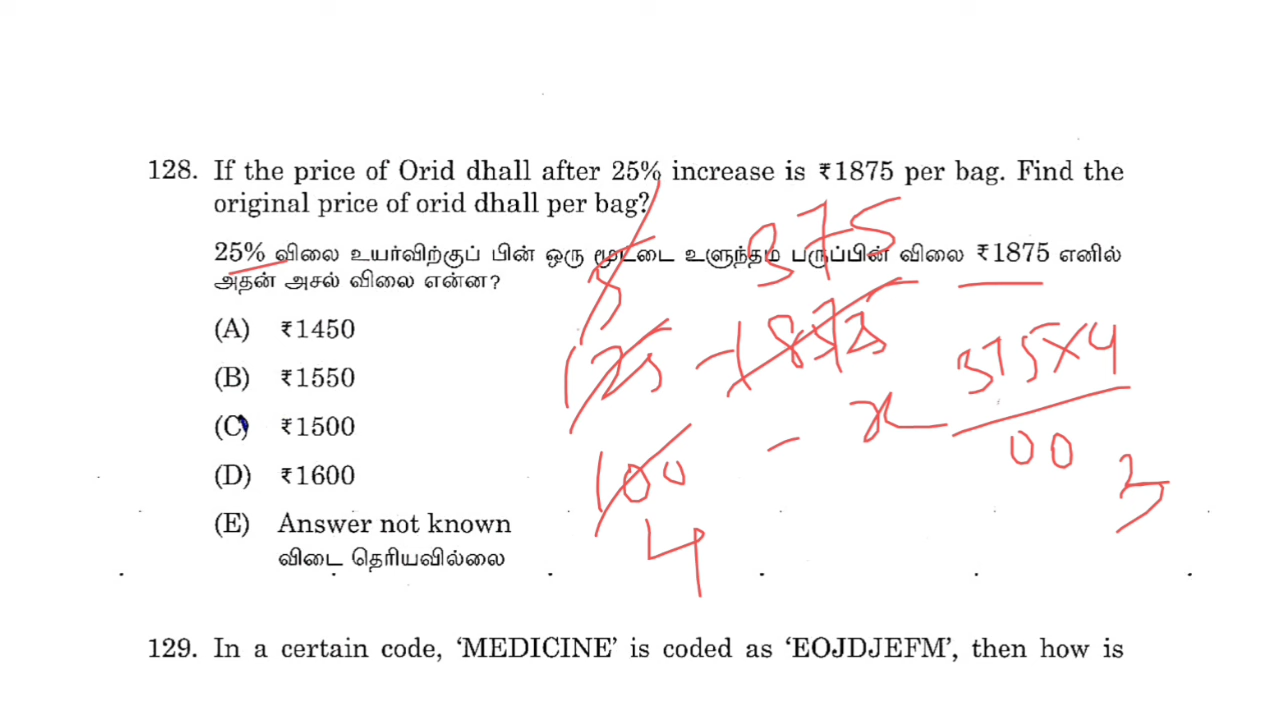 128. If the price of Orid dhall after 25% increase is ₹1875 per bag. Find the
original price of orid dhall per bag?
25% விலை உயர்விற்குப் பின் ஒரு மூட்டை உளுந்தம் பருப்பின் விலை ₹1875 எனில்
அதன் அசல் விலை என்ன?
375
5
(A) ₹1450
125 - 1875
375×4
(B) ₹1550
(C) ₹1500
x
00
(D) ₹1600
100 -
(E) Answer not known
4
விடை தெரியவில்லை
129. In a certain code, ‘MEDICINE’ is coded as ‘EOJDJEFM’, then how is